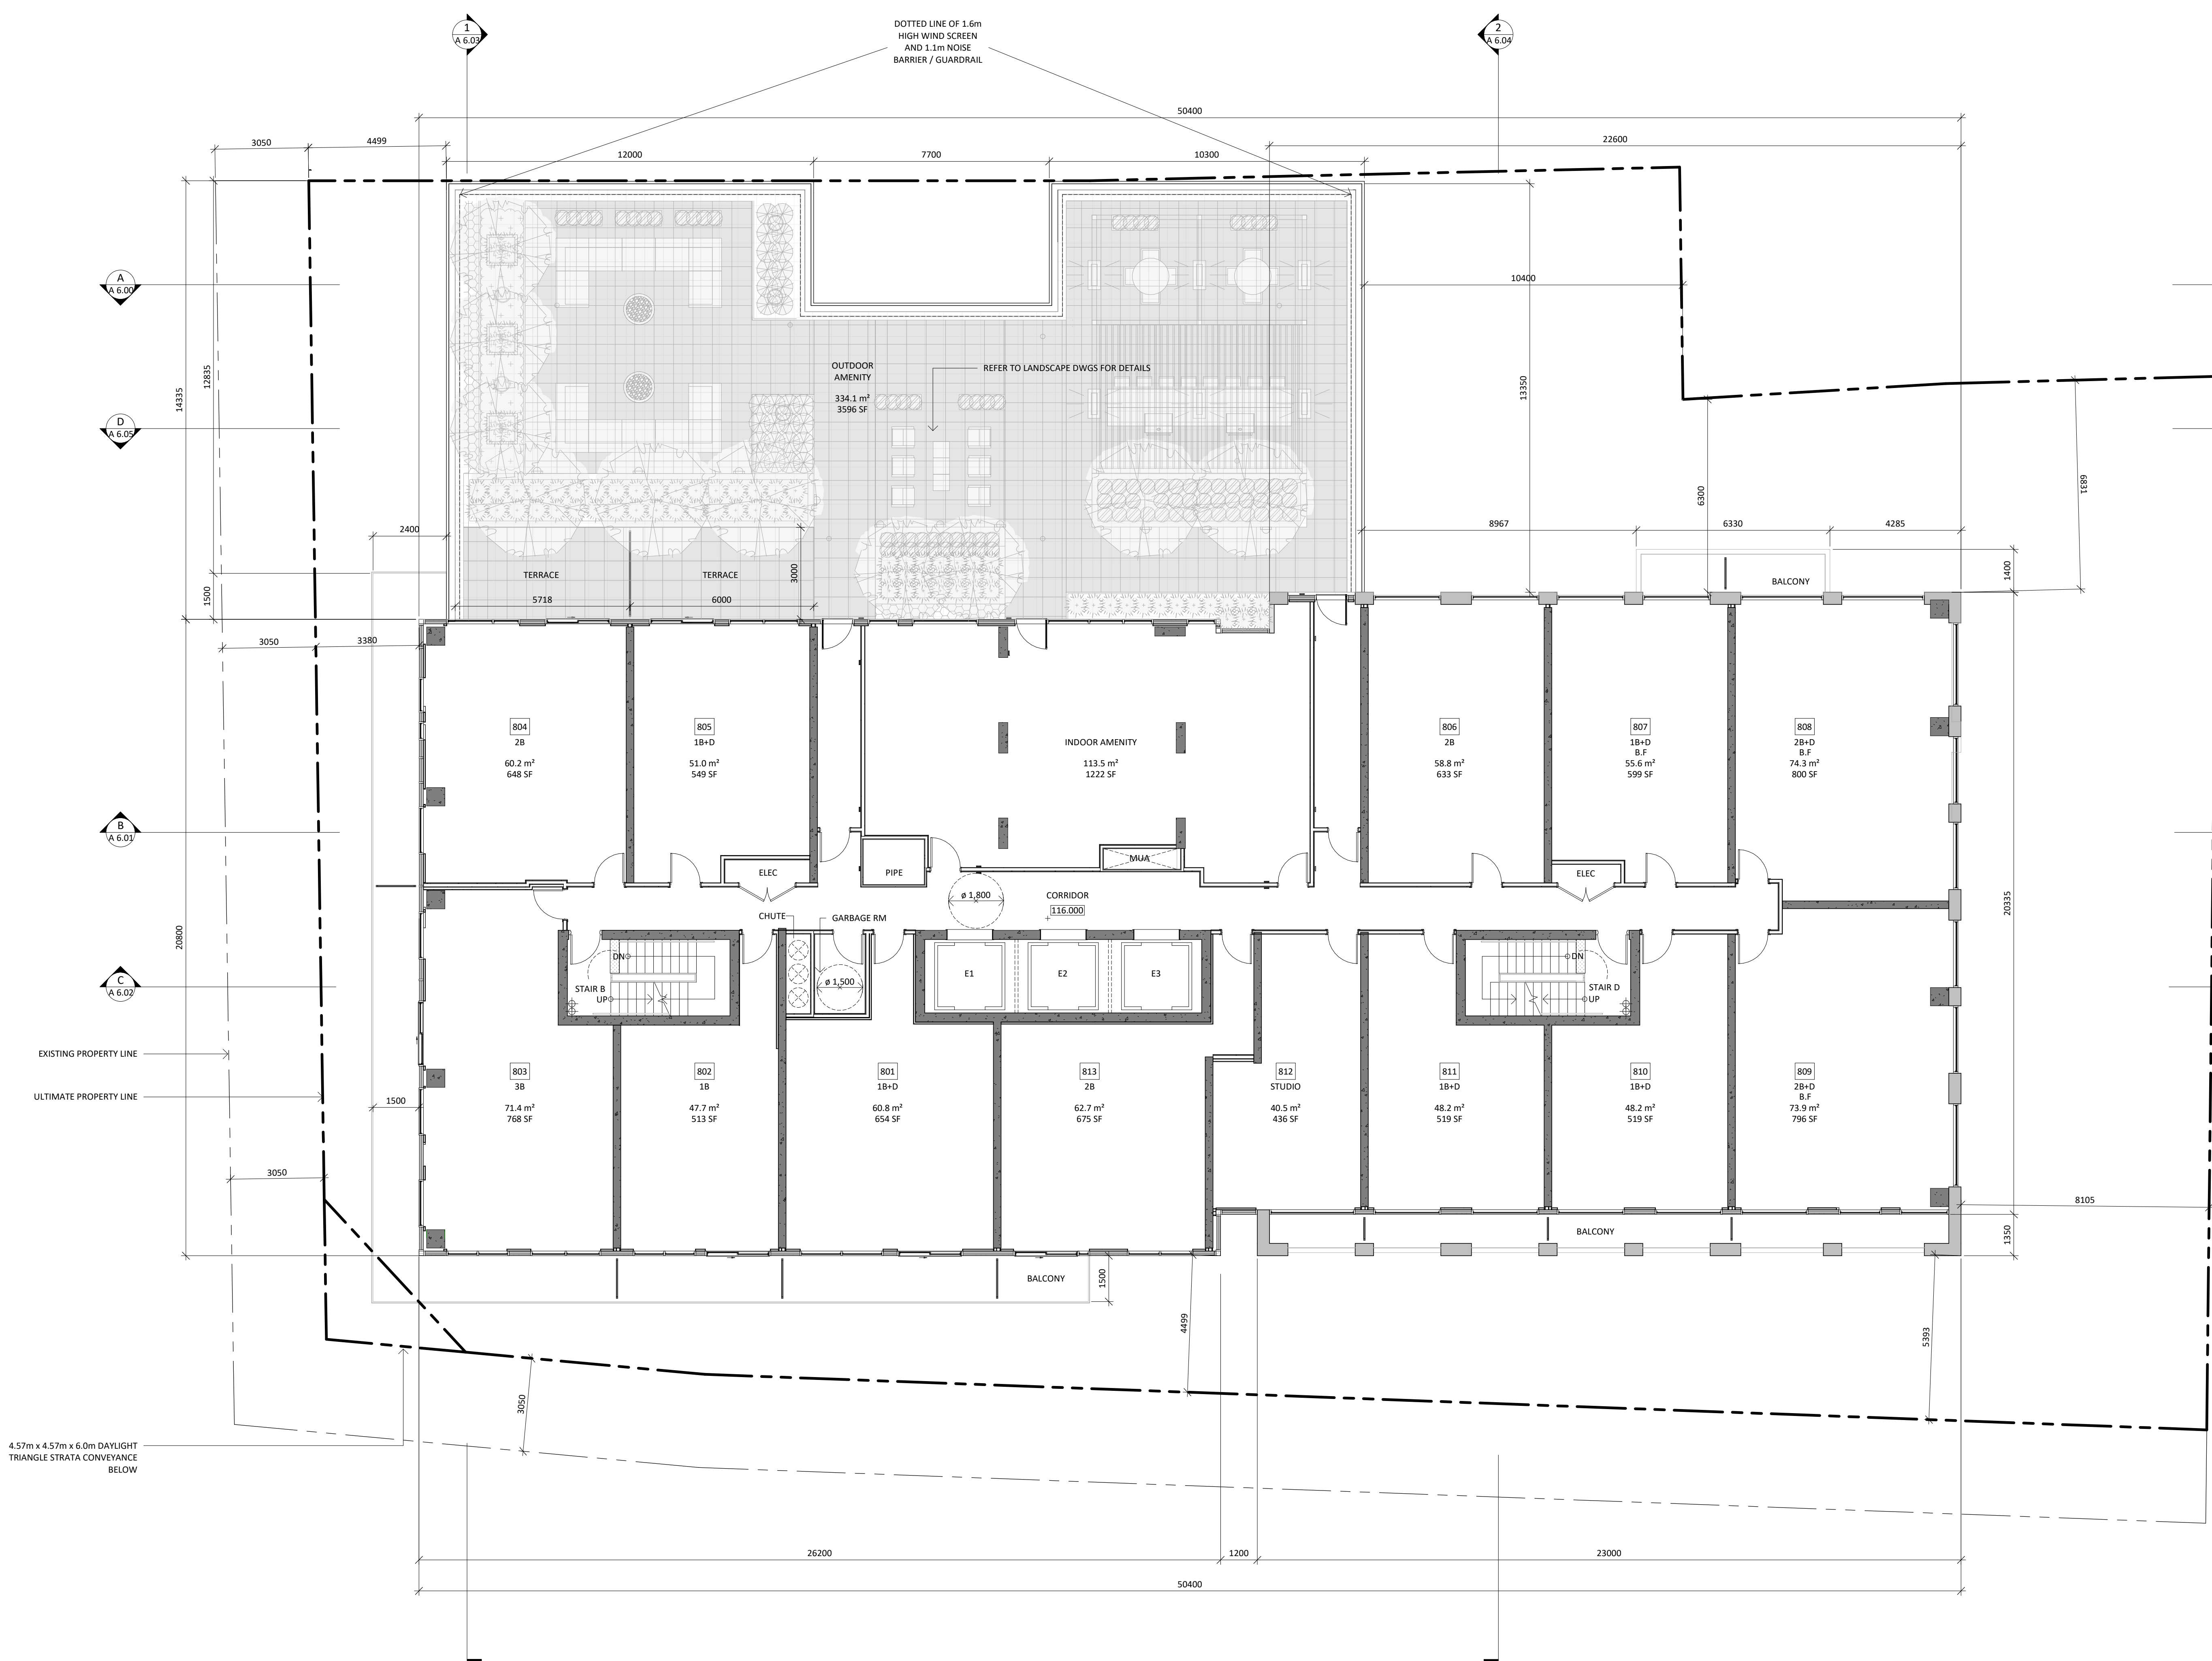 1
A 6.03
DOTTED LINE OF 1.6m
HIGH WIND SCREEN
AND 1.1m NOISE
BARRIER / GUARDRAIL
2
A 6.04
50400
22600
3050
4499
12000
7700
10300
A
A 6.00
10400
12835
14335
OUTDOOR
AMENITY
334.1 m²
3596 SF
REFER TO LANDSCAPE DWGS FOR DETAILS
13350
D
A 6.05
6831
6300
2400
8967
6330
4285
TERRACE
TERRACE
3000
BALCONY
1400
1500
5718
6000
3050
3380
804
2B
60.2 m²
648 SF
805
1B+D
51.0 m²
549 SF
INDOOR AMENITY
113.5 m²
1222 SF
806
2B
58.8 m²
633 SF
807
1B+D
B.F
55.6 m²
599 SF
808
2B+D
B.F
74.3 m²
800 SF
B
A 6.01
ELEC
PIPE
MUA
ELEC
ø 1,800
CORRIDOR
116.000
20335
20800
CHUTE
GARBAGE RM
DN
STAIR B
UP
ø 1,500
E1
E2
E3
DN
STAIR D
UP
C
A 6.02
EXISTING PROPERTY LINE
ULTIMATE PROPERTY LINE
1500
803
3B
71.4 m²
768 SF
802
1B
47.7 m²
513 SF
801
1B+D
60.8 m²
654 SF
813
2B
62.7 m²
675 SF
812
STUDIO
40.5 m²
436 SF
811
1B+D
48.2 m²
519 SF
810
1B+D
48.2 m²
519 SF
809
2B+D
B.F
73.9 m²
796 SF
3050
8105
BALCONY
1350
BALCONY
1500
4499
5393
3050
4.57m x 4.57m x 6.0m DAYLIGHT
TRIANGLE STRATA CONVEYANCE
BELOW
26200
1200
23000
50400